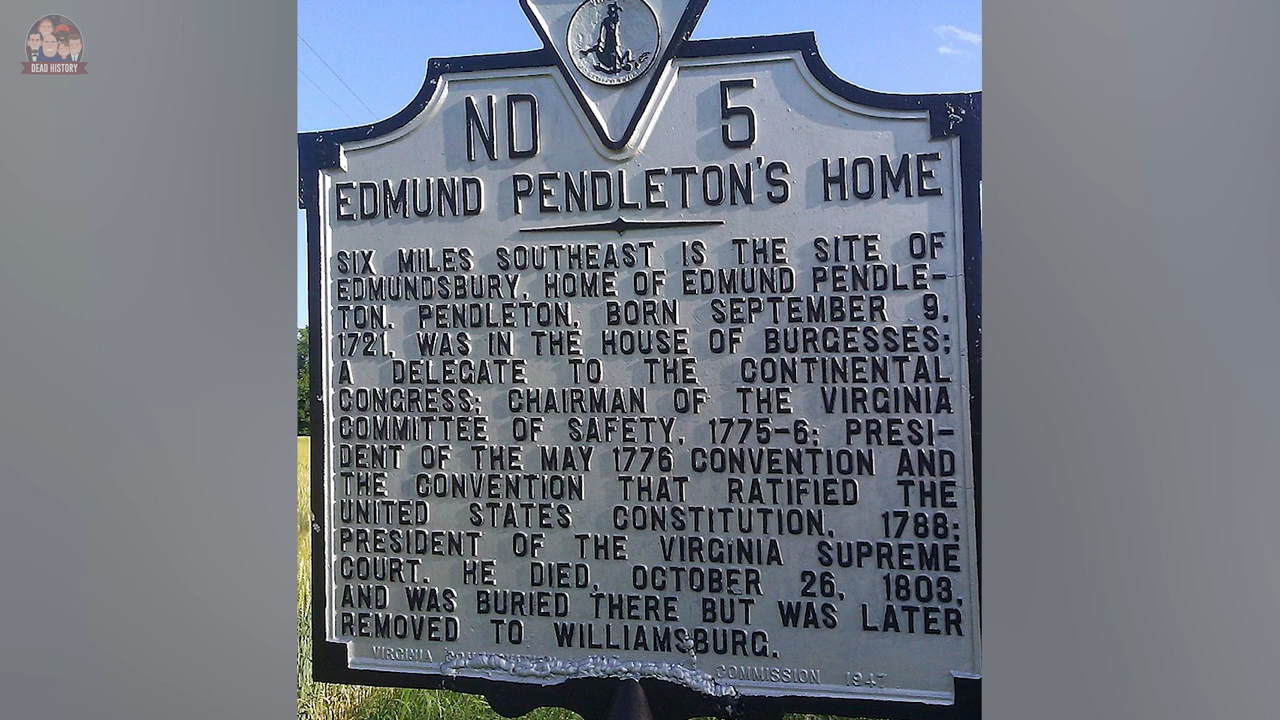 DEAD HISTORY
ND 5
EDMUND PENDLETON'S HOME
SIX MILES SOUTHEAST IS THE SITE OF
EDMUNDSBURY, HOME OF EDMUND PENDLE-
TON. PENDLETON, BORN SEPTEMBER 9,
1721, WAS IN THE HOUSE OF BURGESSES;
A DELEGATE TO THE CONTINENTAL
CONGRESS; CHAIRMAN OF THE VIRGINIA
COMMITTEE OF SAFETY, 1775-6; PRESI-
DENT OF THE MAY 1776 CONVENTION AND
THE CONVENTION THAT RATIFIED THE
UNITED STATES CONSTITUTION, 1788;
PRESIDENT OF THE VIRGINIA SUPREME
COURT. HE DIED, OCTOBER 26, 1803,
AND WAS BURIED THERE BUT WAS LATER
REMOVED TO WILLIAMSBURG.
VIRGINIA COMMISSION 1947